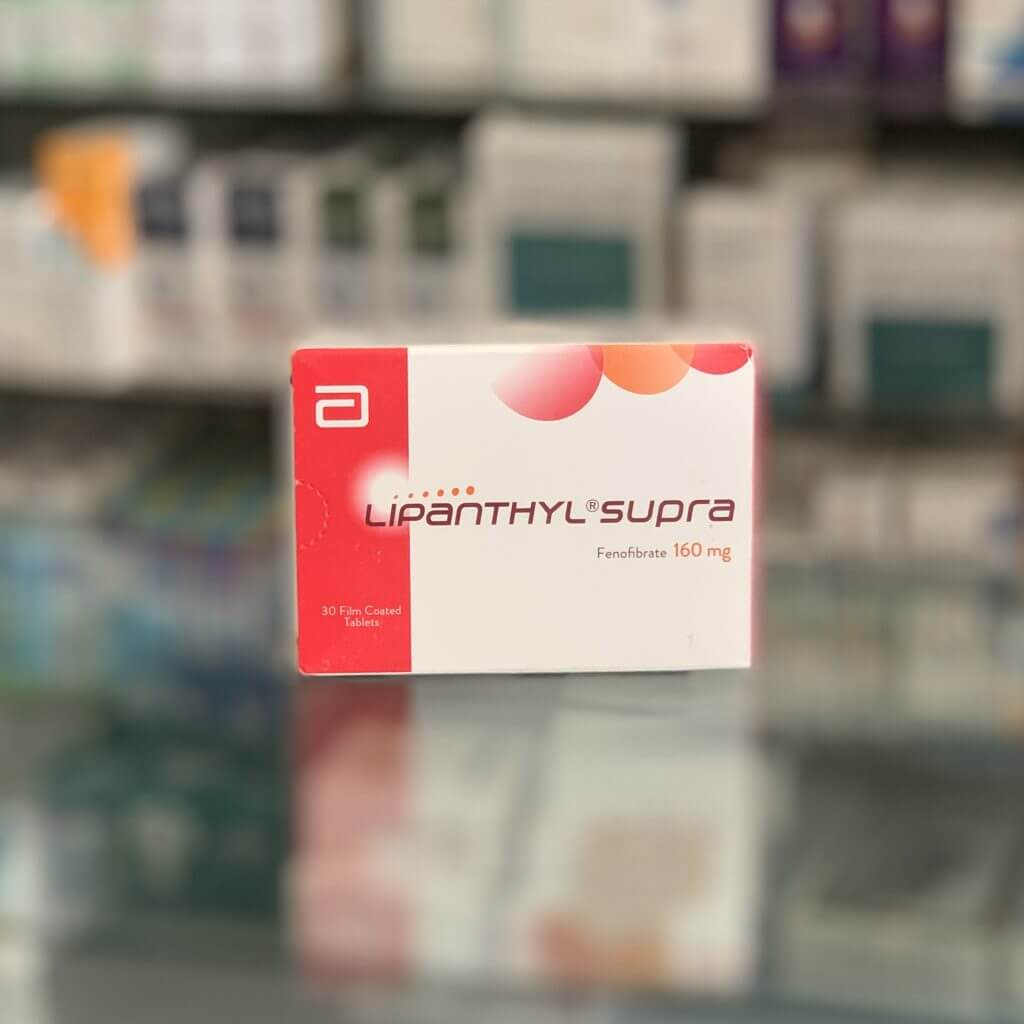 LIPANTHYL® SUPRA
Fenofibrate 160 mg
30 Film Coated
Tablets